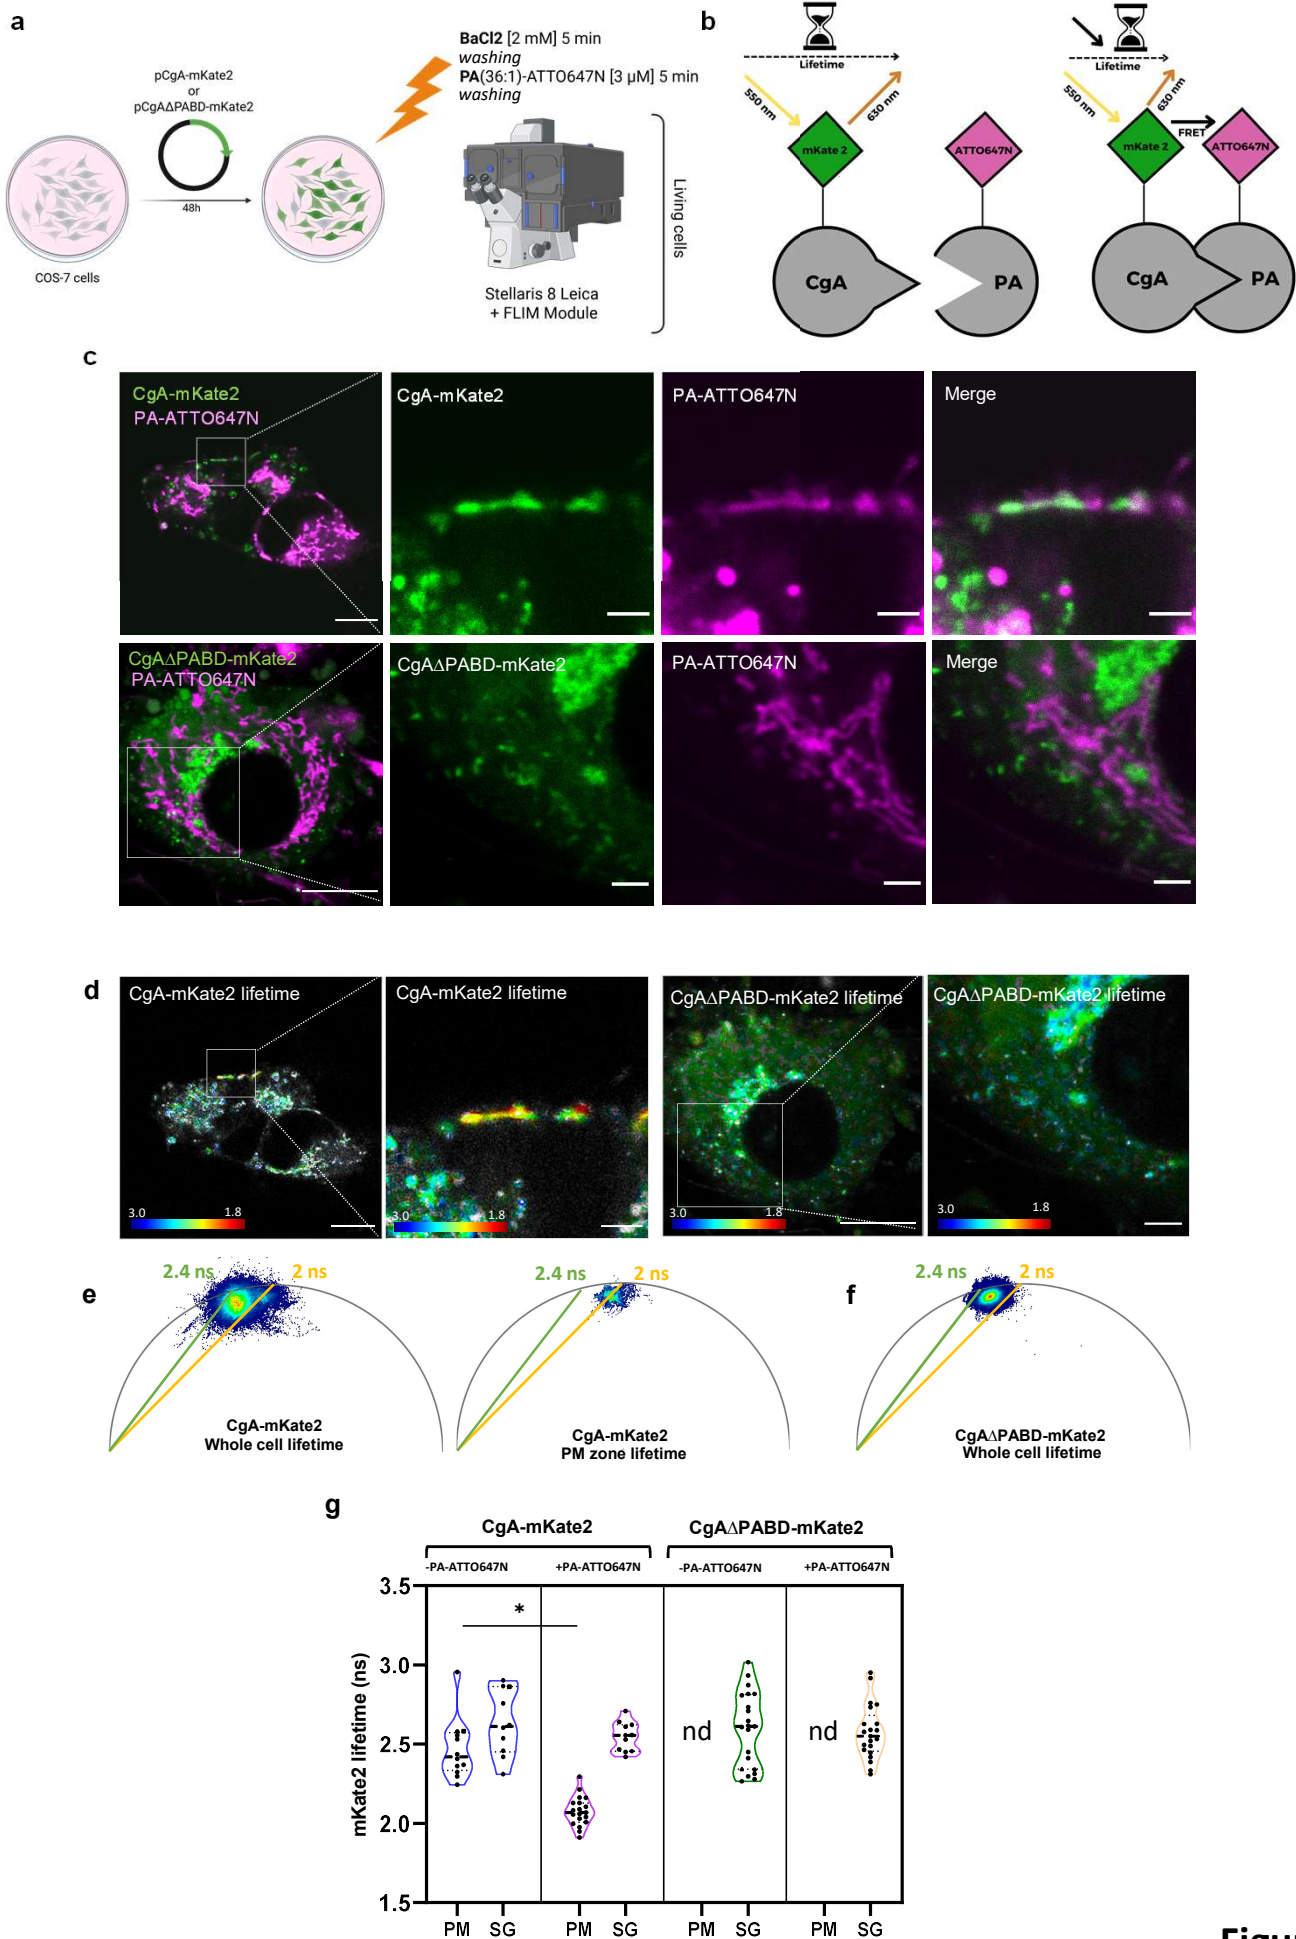 a
pCgA-mKate2
or
pCgAΔPABD-mKate2
48h
COS-7 cells
BaCl2 [2 mM] 5 min
washing
PA(36:1)-ATTO647N [3 µM] 5 min
washing
Stellaris 8 Leica
+ FLIM Module
Living cells
b
Lifetime
550 nm
630 nm
mKate 2
ATTO647N
CgA
PA
Lifetime
550 nm
630 nm
mKate 2
FRET
ATTO647N
CgA
PA
c
CgA-mKate2
PA-ATTO647N
CgA-mKate2
PA-ATTO647N
Merge
CgAΔPABD-mKate2
PA-ATTO647N
CgAΔPABD-mKate2
PA-ATTO647N
Merge
d
CgA-mKate2 lifetime
3.0
1.8
CgA-mKate2 lifetime
3.0
1.8
CgAΔPABD-mKate2 lifetime
3.0
1.8
CgAΔPABD-mKate2 lifetime
3.0
1.8
e
2.4 ns
2 ns
CgA-mKate2
Whole cell lifetime
2.4 ns
2 ns
CgA-mKate2
PM zone lifetime
f
2.4 ns
2 ns
CgAΔPABD-mKate2
Whole cell lifetime
g
CgA-mKate2
CgAΔPABD-mKate2
-PA-ATTO647N
+PA-ATTO647N
-PA-ATTO647N
+PA-ATTO647N
mKate2 lifetime (ns)
3.5
3.0
2.5
2.0
1.5
*
nd
nd
PM
SG
PM
SG
PM
SG
PM
SG